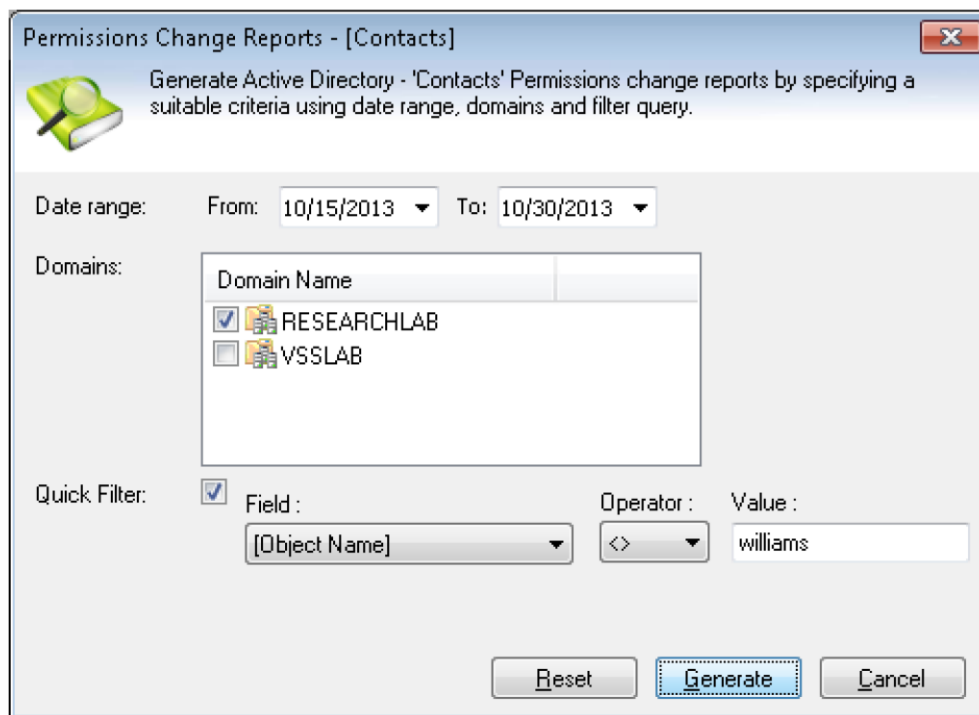 Permissions Change Reports - [Contacts]
Generate Active Directory - 'Contacts' Permissions change reports by specifying a
suitable criteria using date range, domains and filter query.
Date range: From: 10/15/2013 To: 10/30/2013
Domains:
Domain Name
RESEARCHLAB
VSSLAB
Quick Filter: Field : Operator : Value :
[Object Name] <> williams
Reset Generate Cancel